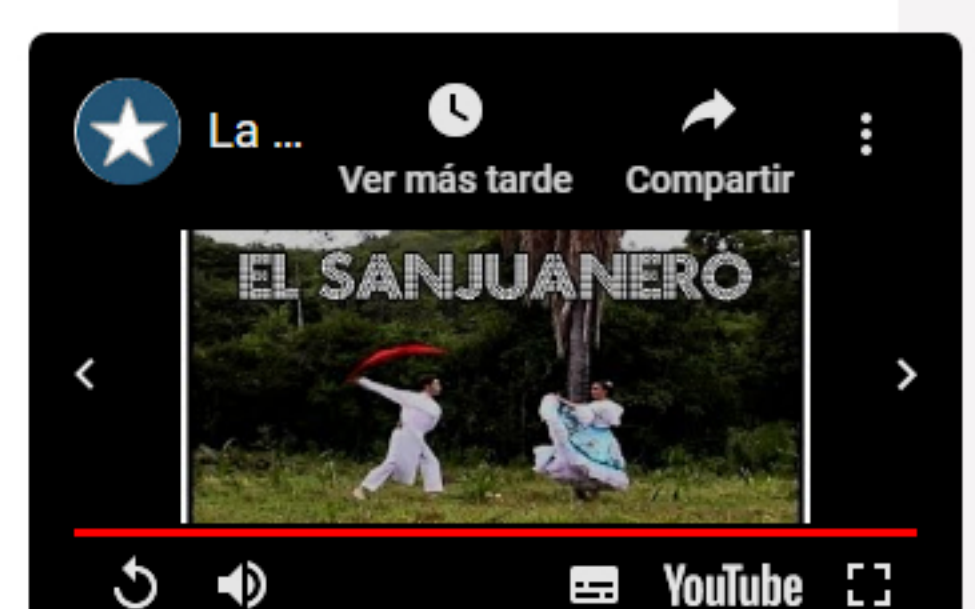 La ...
Ver más tarde
Compartir
EL SANJUANERO
YouTube